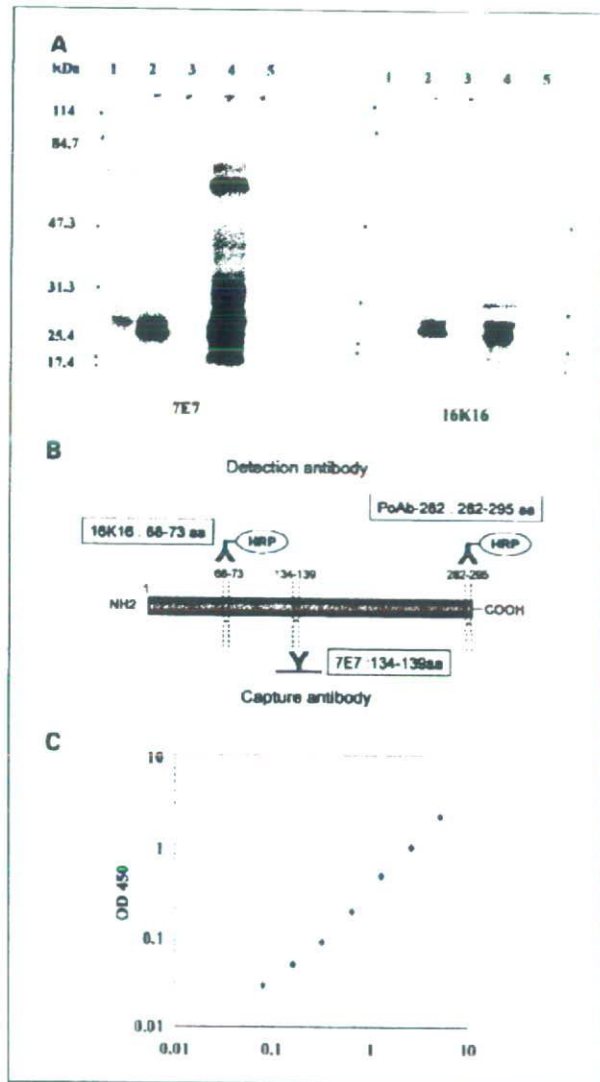 A
kDa 1 2 3 4 5 1 2 3 4 5
114
84.7
47.3
31.3
25.4
17.4
7E7 16K16
B
Detection antibody
16K16 : 68-73 aa
PoAb-282 : 282-295 aa
HRP HRP
1
68-73 134-139 282-295
NH2 COOH
7E7 :134-139aa
Capture antibody
C
OD 450
10
1
0.1
0.01
0.01 0.1 1 10